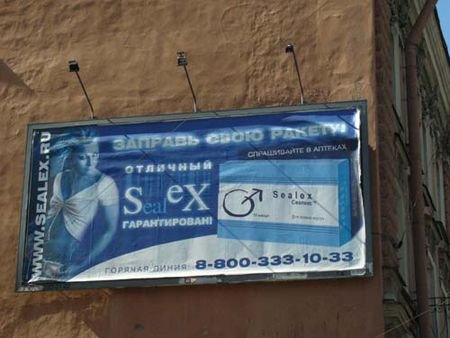 WWW.SEALEX.RU
ЗАПРАВЬ СВОЮ РАКЕТУ!
СПРАШИВАЙТЕ В АПТЕКАХ
ОТЛИЧНЫЙ
SealeX
ГАРАНТИРОВАН!
Sealex
Сеалекс
ГОРЯЧАЯ ЛИНИЯ: 8-800-333-10-33